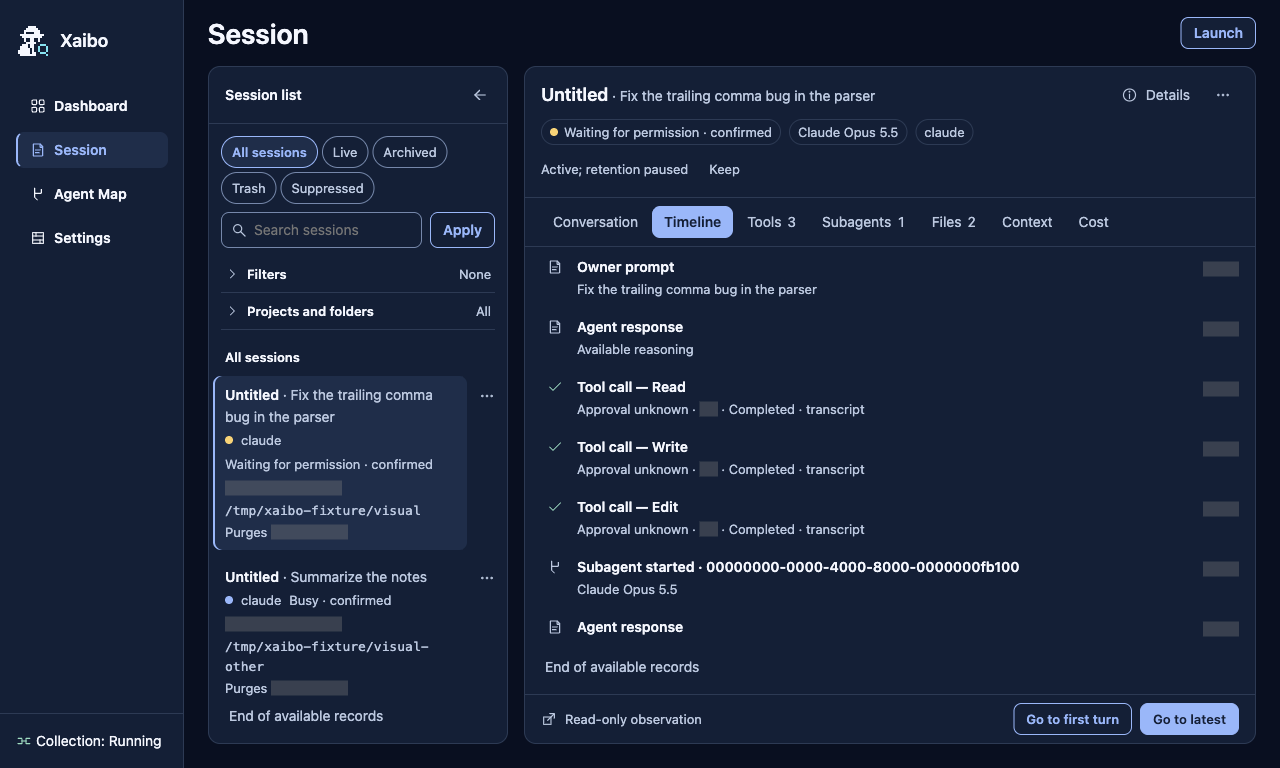 Xaibo
Dashboard
Session
Agent Map
Settings
Collection: Running
Session
Launch
Session list
All sessions
Live
Archived
Trash
Suppressed
Search sessions
Apply
Filters
None
Projects and folders
All
All sessions
Untitled · Fix the trailing comma
bug in the parser
claude
Waiting for permission · confirmed
/tmp/xaibo-fixture/visual
Purges
Untitled · Summarize the notes
claude Busy · confirmed
/tmp/xaibo-fixture/visual-
other
Purges
End of available records
Untitled · Fix the trailing comma bug in the parser
Details
Waiting for permission · confirmed
Claude Opus 5.5
claude
Active; retention paused
Keep
Conversation
Timeline
Tools 3
Subagents 1
Files 2
Context
Cost
Owner prompt
Fix the trailing comma bug in the parser
Agent response
Available reasoning
Tool call — Read
Approval unknown · · Completed · transcript
Tool call — Write
Approval unknown · · Completed · transcript
Tool call — Edit
Approval unknown · · Completed · transcript
Subagent started · 00000000-0000-4000-8000-0000000fb100
Claude Opus 5.5
Agent response
End of available records
Read-only observation
Go to first turn
Go to latest